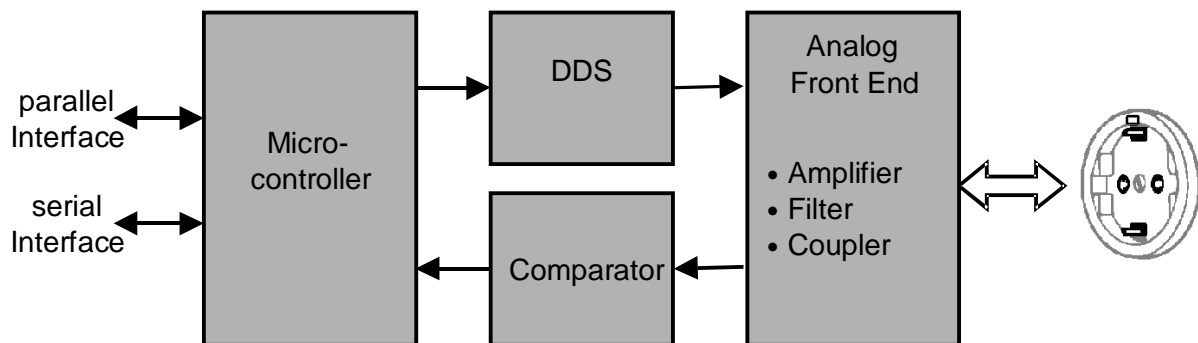 parallel
Interface
serial
Interface
Micro-
controller
DDS
Comparator
Analog
Front End
• Amplifier
• Filter
• Coupler